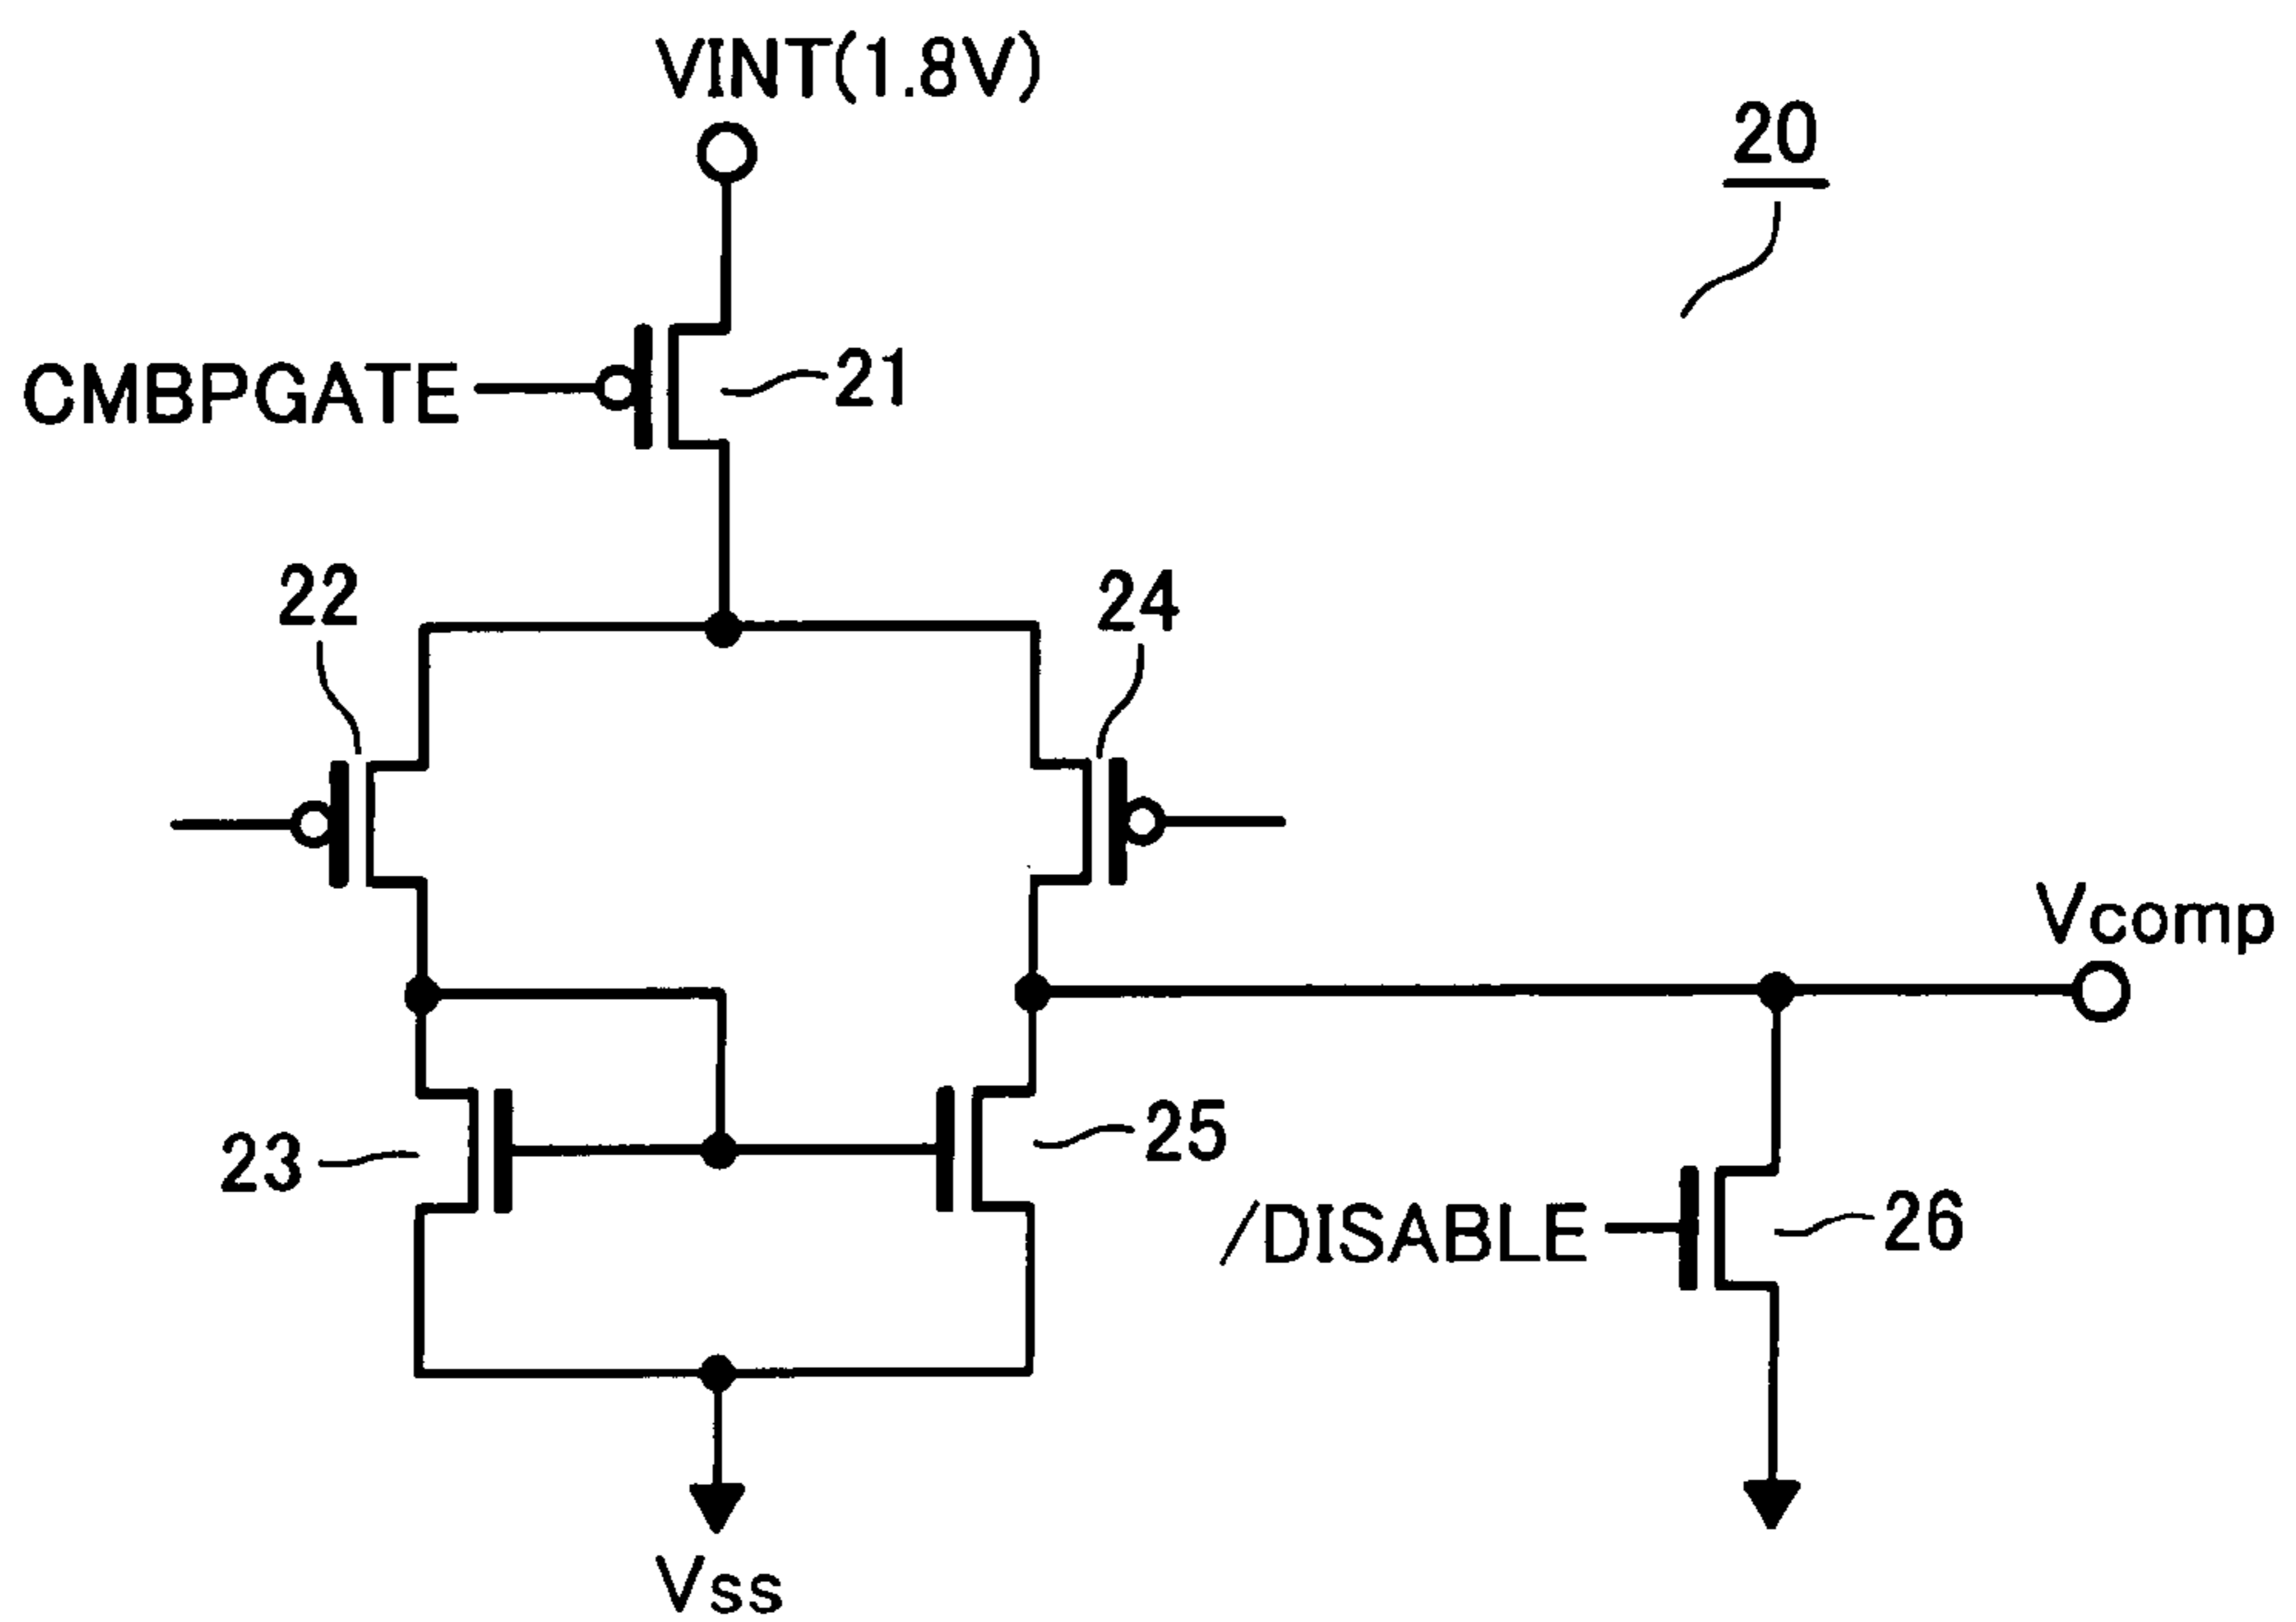 VINT(1.8V)
20
CMBPGATE
21
22
24
Vcomp
23
25
/DISABLE
26
Vss